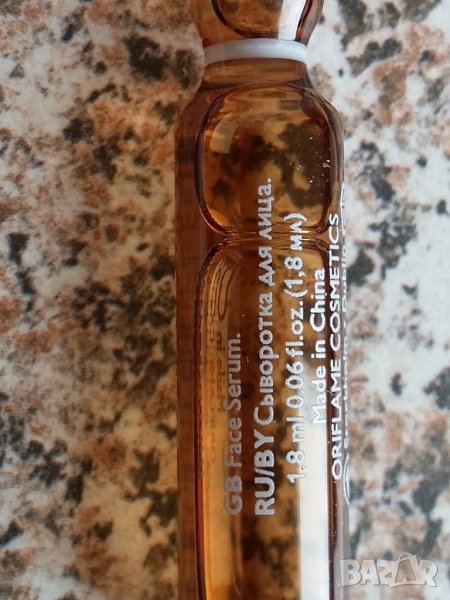 GB Face Serum.
RU/BY Сыворотка для лица.
1.8 ml 0.06 fl.oz. (1,8 мл)
Made in China
ORIFLAME COSMETICS
BAZAR